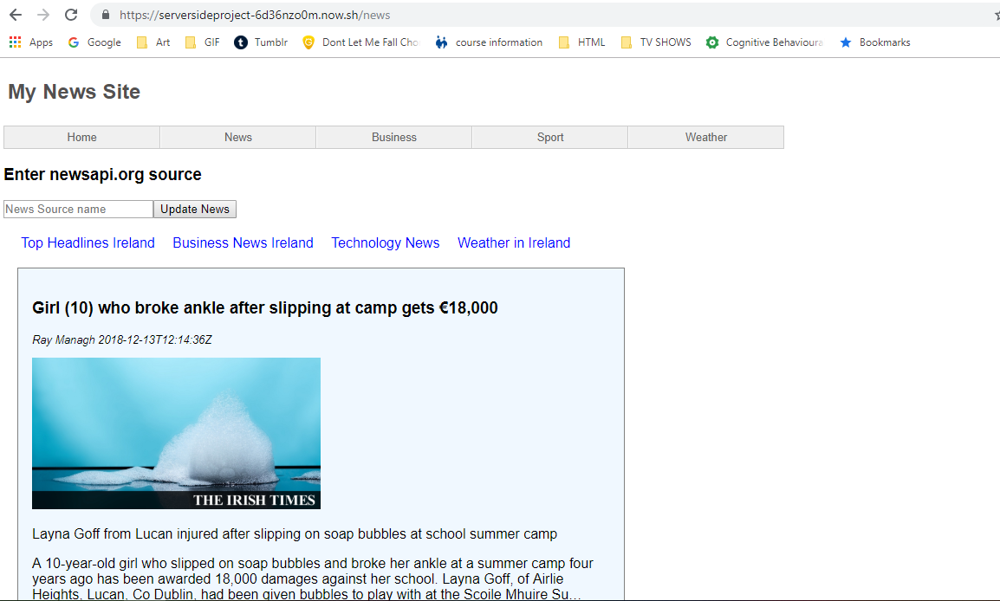 https://serversideproject-6d36nzo0m.now.sh/news
Apps Google Art GIF Tumblr Dont Let Me Fall Cho course information HTML TV SHOWS Cognitive Behavioura Bookmarks
My News Site
Home News Business Sport Weather
Enter newsapi.org source
News Source name Update News
Top Headlines Ireland Business News Ireland Technology News Weather in Ireland
Girl (10) who broke ankle after slipping at camp gets €18,000
Ray Managh 2018-12-13T12:14:36Z
THE IRISH TIMES
Layna Goff from Lucan injured after slipping on soap bubbles at school summer camp
A 10-year-old girl who slipped on soap bubbles and broke her ankle at a summer camp four
years ago has been awarded 18,000 damages against her school. Layna Goff, of Airlie
Heights, Lucan, Co Dublin, had been given bubbles to play with at the Scoile Mhuire Su...